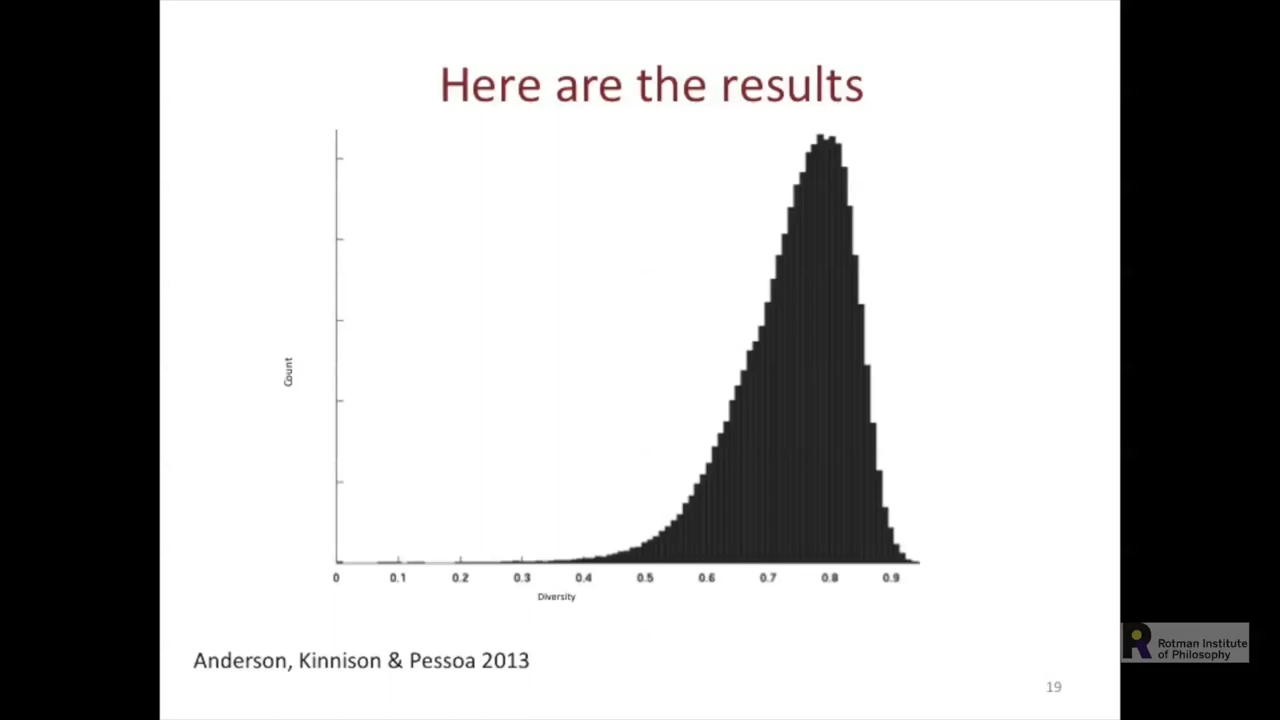 Here are the results
Count
0 0.1 0.2 0.3 0.4 0.5 0.6 0.7 0.8 0.9
Diversity
Anderson, Kinnison & Pessoa 2013
R Rotman Institute
of Philosophy
19